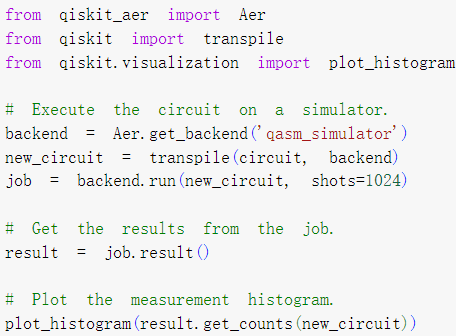 from qiskit_aer import Aer
from qiskit import transpile
from qiskit.visualization import plot_histogram
# Execute the circuit on a simulator.
backend = Aer.get_backend('qasm_simulator')
new_circuit = transpile(circuit, backend)
job = backend.run(new_circuit, shots=1024)
# Get the results from the job.
result = job.result()
# Plot the measurement histogram.
plot_histogram(result.get_counts(new_circuit))